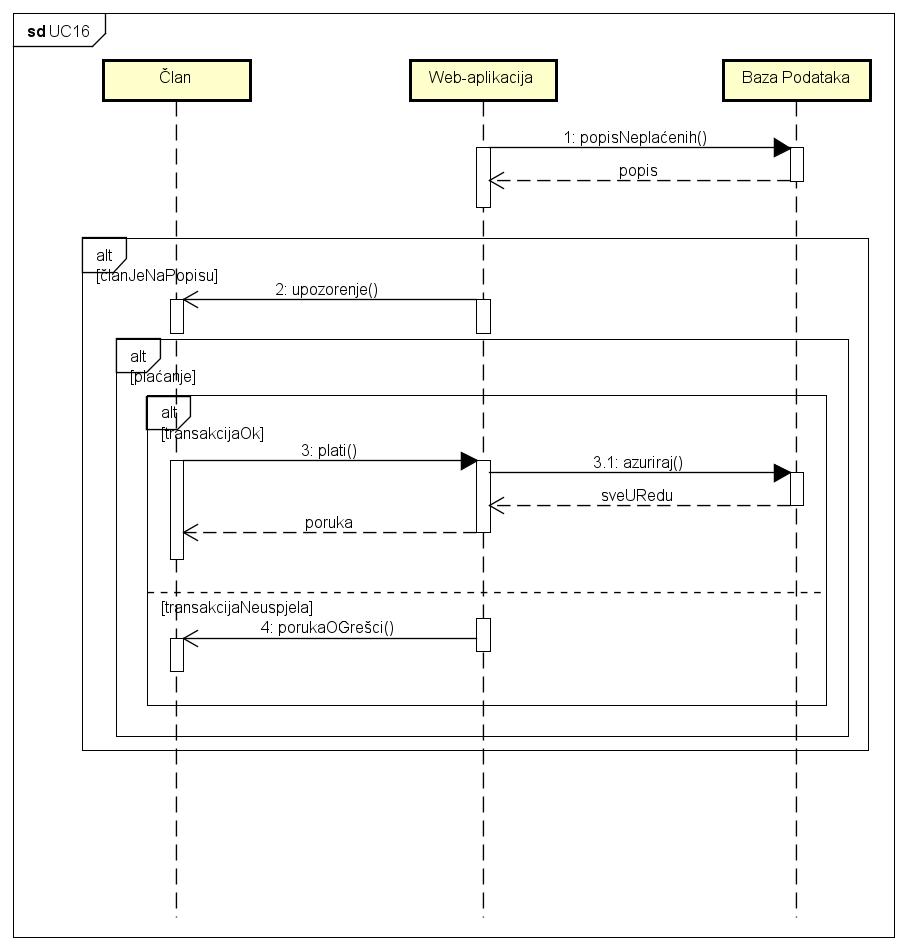 sd UC16
Član
Web-aplikacija
Baza Podataka
1: popisNeplaćenih()
popis
alt
[članJeNaPopisu]
2: upozorenje()
alt
[plaćanje]
alt
[transakcijaOk]
3: plati()
3.1: azuriraj()
sveURedu
poruka
[transakcijaNeuspjela]
4: porukaOGrešci()